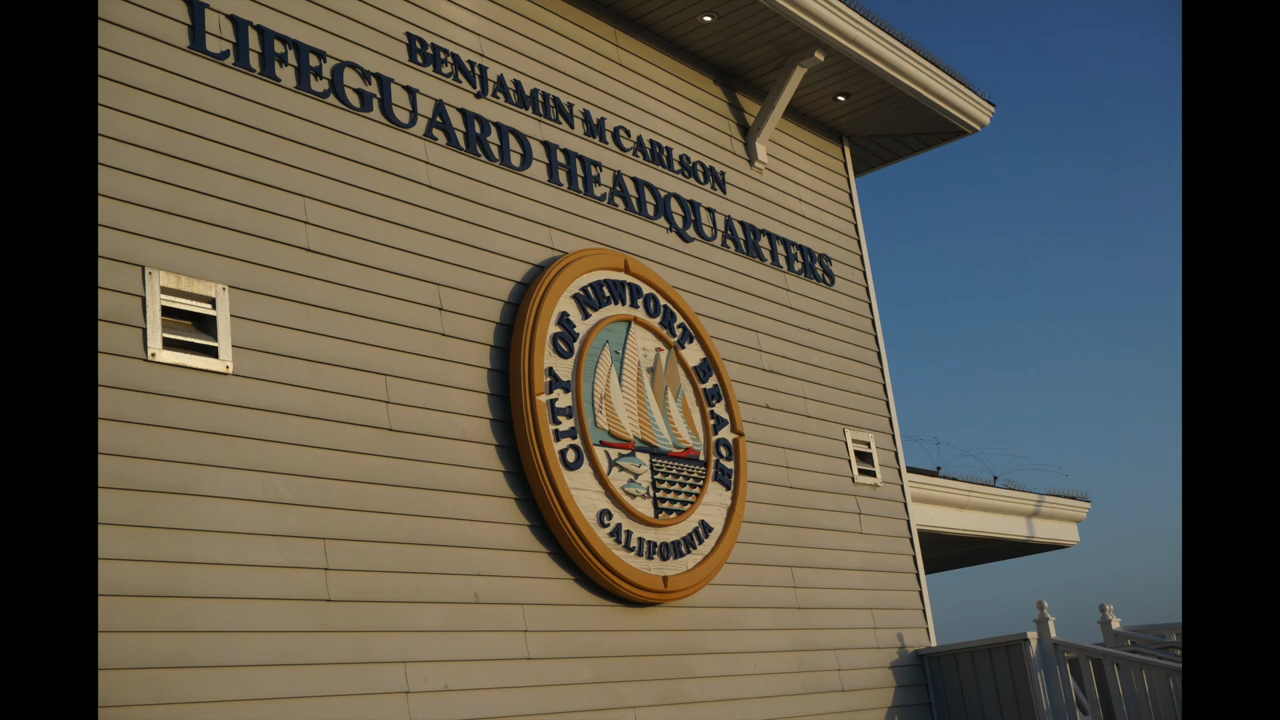 BENJAMIN M CARLSON
LIFEGUARD HEADQUARTERS
CITY OF NEWPORT BEACH
CALIFORNIA